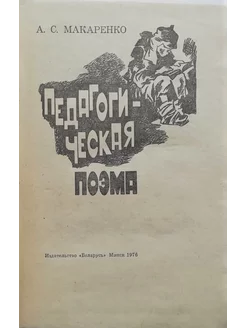 А. С. МАКАРЕНКО
ПЕДАГОГИ-
ЧЕСКАЯ
ПОЭМА
Издательство «Беларусь» Минск 1978